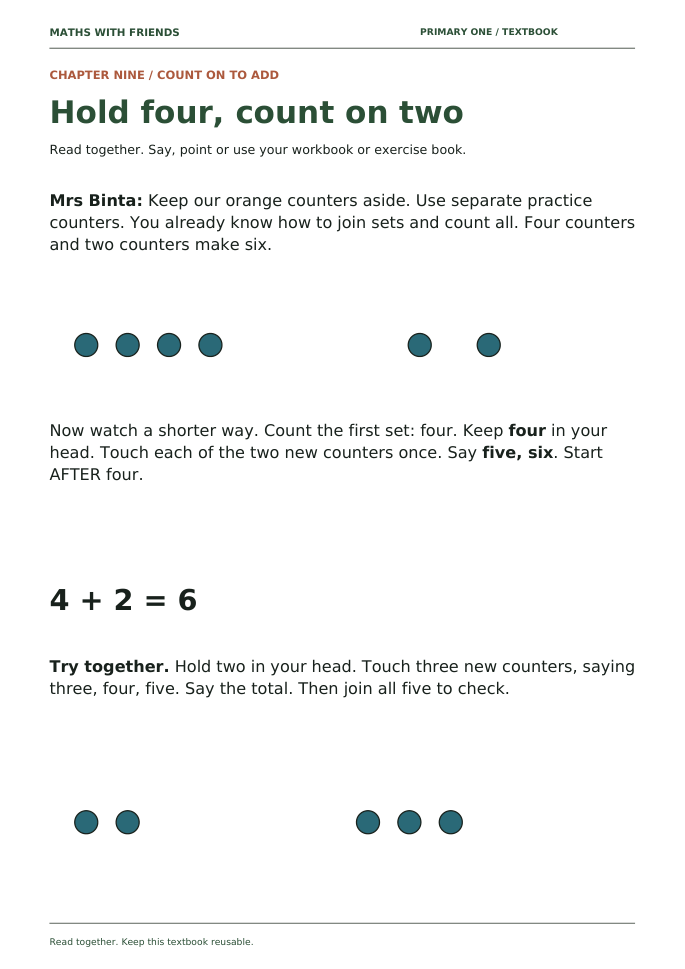 MATHS WITH FRIENDS
PRIMARY ONE / TEXTBOOK
CHAPTER NINE / COUNT ON TO ADD
Hold four, count on two
Read together. Say, point or use your workbook or exercise book.
Mrs Binta: Keep our orange counters aside. Use separate practice
counters. You already know how to join sets and count all. Four counters
and two counters make six.
Now watch a shorter way. Count the first set: four. Keep four in your
head. Touch each of the two new counters once. Say five, six. Start
AFTER four.
4 + 2 = 6
Try together. Hold two in your head. Touch three new counters, saying
three, four, five. Say the total. Then join all five to check.
Read together. Keep this textbook reusable.